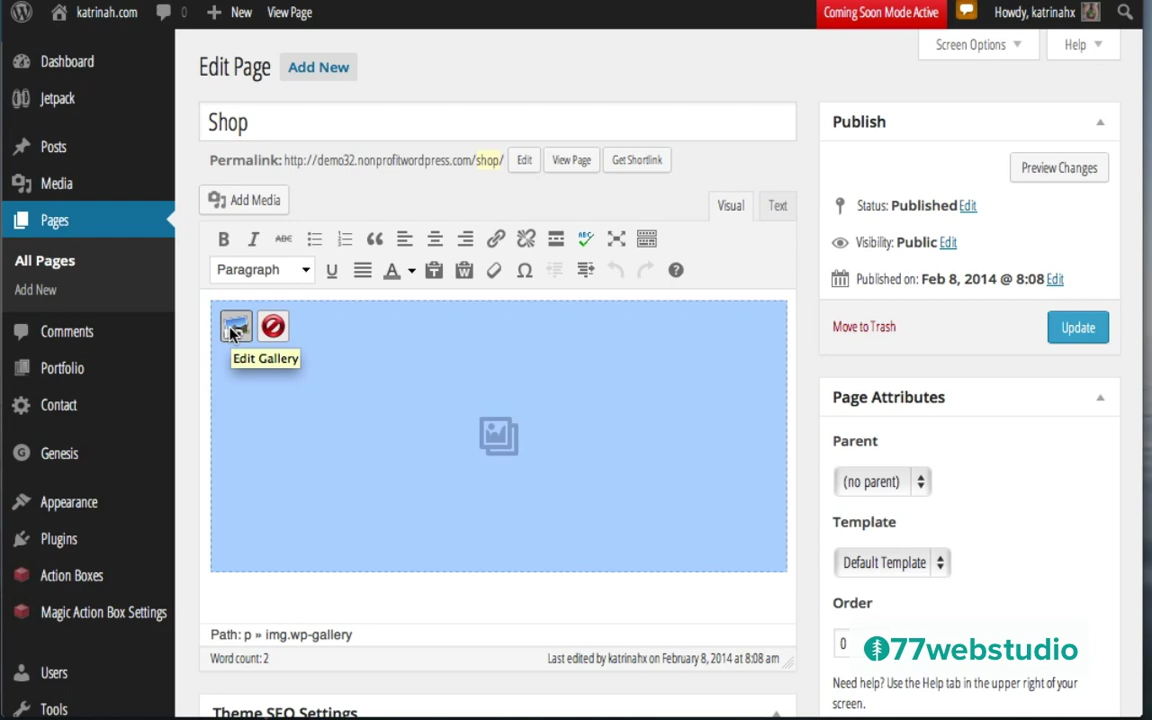 katrinah.com
0
New
View Page
Coming Soon Mode Active
Howdy, katrinahx
Dashboard
Jetpack
Posts
Media
Pages
All Pages
Add New
Comments
Portfolio
Contact
Genesis
Appearance
Plugins
Action Boxes
Magic Action Box Settings
Users
Tools
Screen Options
Help
Edit Page
Add New
Shop
Permalink: http://demo32.nonprofitwordpress.com/shop/
Edit
View Page
Get Shortlink
Add Media
Visual
Text
B I ABC
ABC
Paragraph
U
A
T
W
Ω
?
Edit Gallery
Path: p » img.wp-gallery
Word count: 2
Last edited by katrinahx on February 8, 2014 at 8:08 am
Theme SEO Settings
Publish
Preview Changes
Status: Published Edit
Visibility: Public Edit
Published on: Feb 8, 2014 @ 8:08 Edit
Move to Trash
Update
Page Attributes
Parent
(no parent)
Template
Default Template
Order
0
77webstudio
Need help? Use the Help tab in the upper right of your
screen.